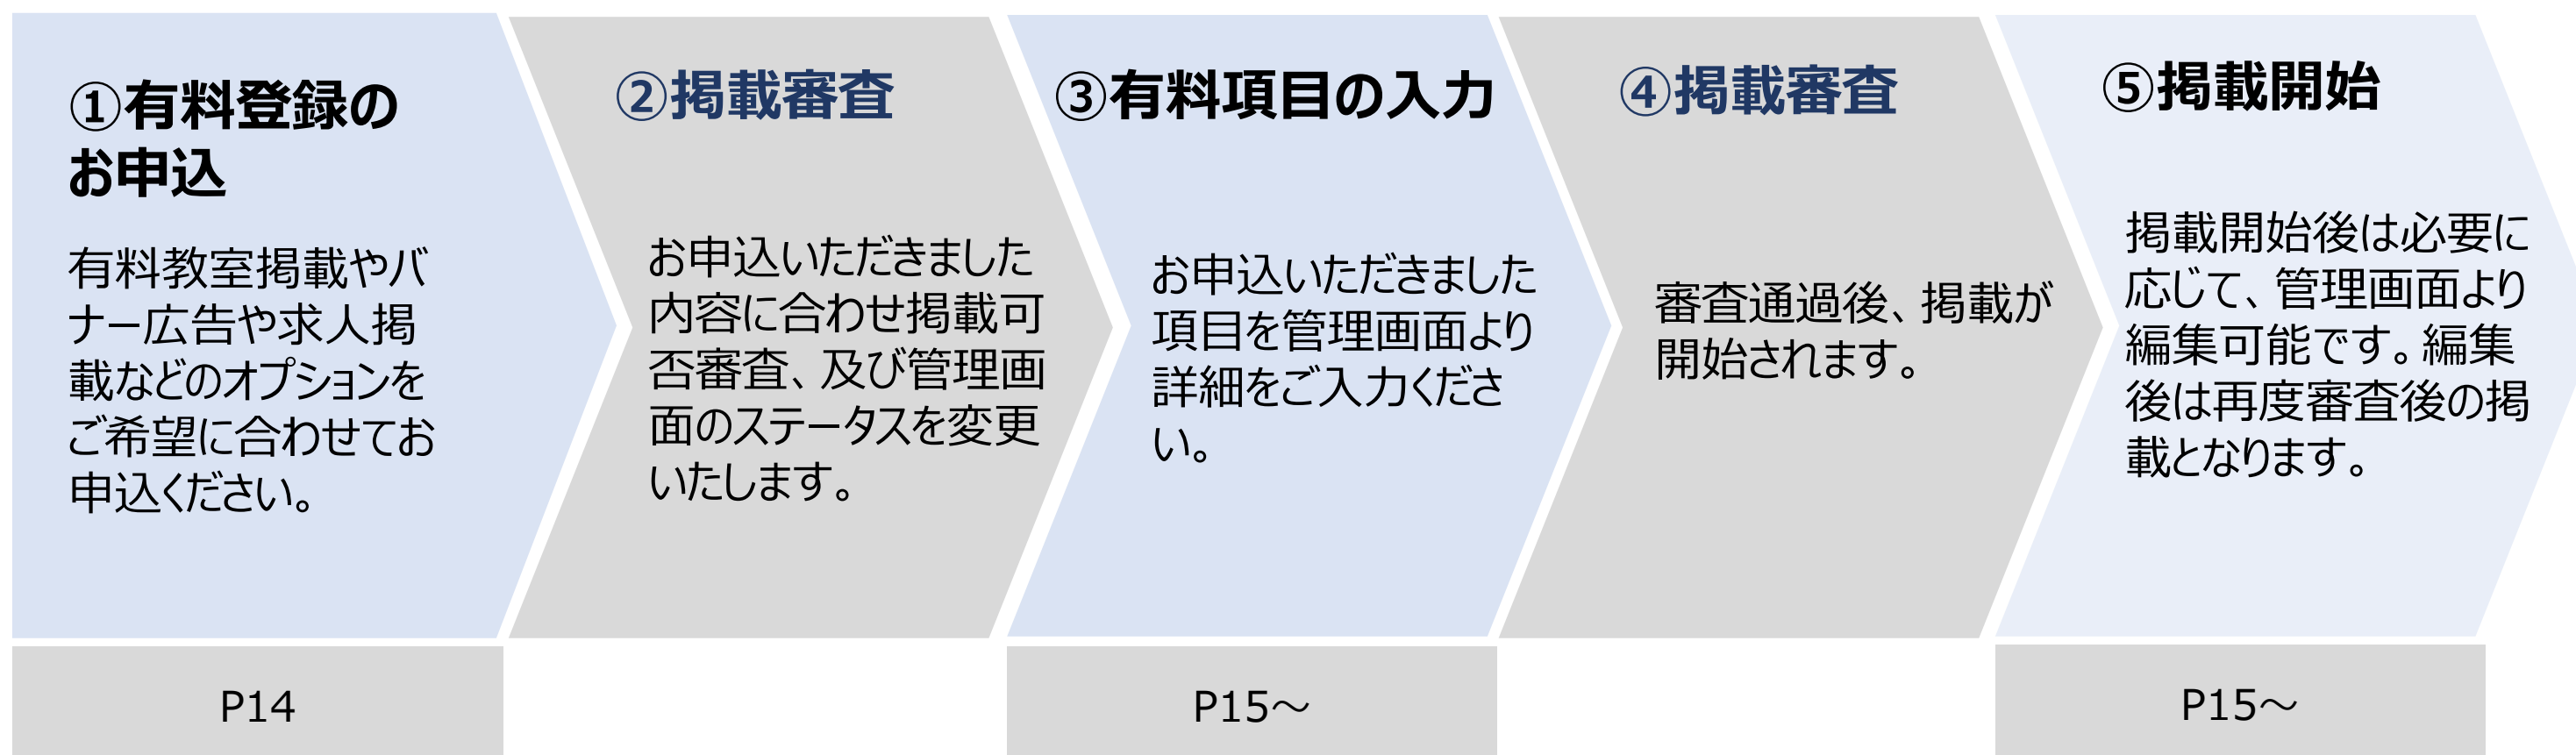 ①有料登録の
お申込
有料教室掲載やバ
ナー広告や求人掲
載などのオプションを
ご希望に合わせてお
申込ください。
P14
②掲載審査
お申込いただきました
内容に合わせ掲載可
否審査、及び管理画
面のステータスを変更
いたします。
③有料項目の入力
お申込いただきました
項目を管理画面より
詳細をご入力くださ
い。
P15～
④掲載審査
審査通過後、掲載が
開始されます。
⑤掲載開始
掲載開始後は必要に
応じて、管理画面より
編集可能です。編集
後は再度審査後の掲
載となります。
P15～